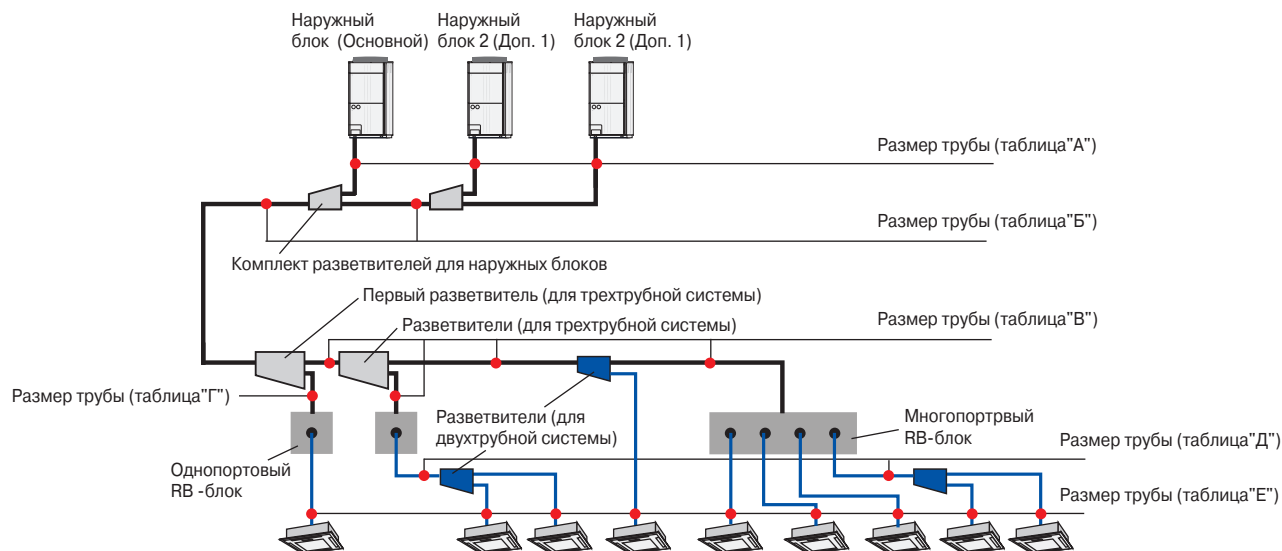 Наружный
блок (Основной)
Наружный
блок 2 (Доп. 1)
Наружный
блок 2 (Доп. 1)
Размер трубы (таблица"А")
Размер трубы (таблица"Б")
Комплект разветвителей для наружных блоков
Первый разветвитель (для трехтрубной системы)
Разветвители (для трехтрубной системы)
Размер трубы (таблица"В")
Размер трубы (таблица"Г")
Разветвители (для
двухтрубной системы)
Многопортрвый
RB-блок
Размер трубы (таблица"Д")
Однопортовый
RB -блок
Размер трубы (таблица"Е")